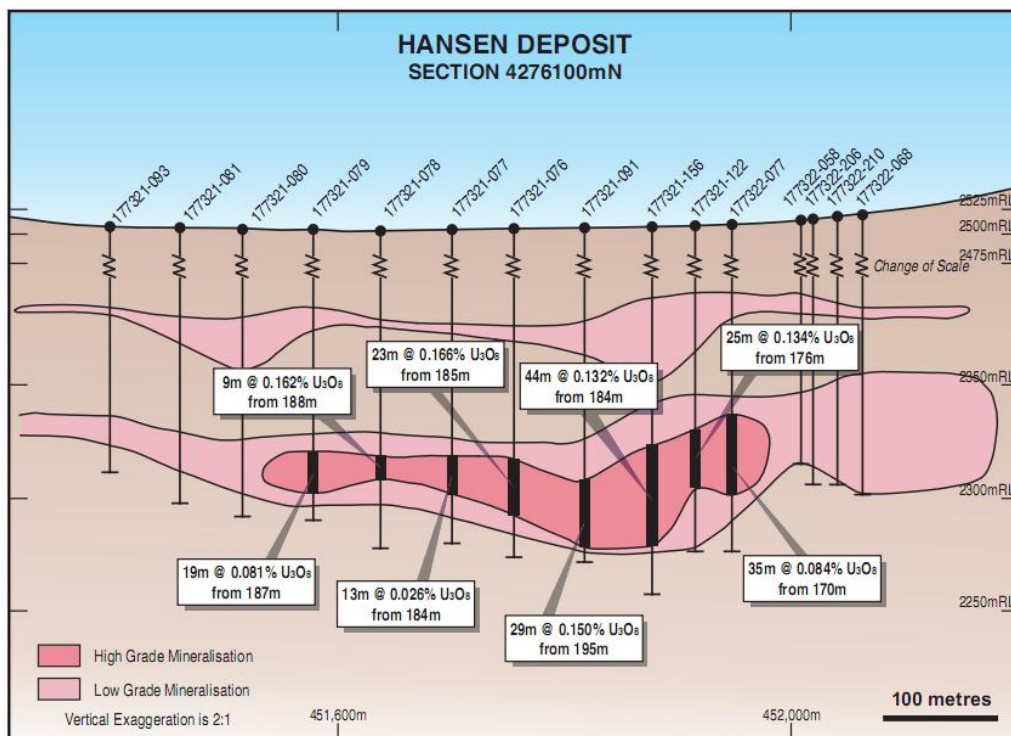 HANSEN DEPOSIT
SECTION 4276100mN
177321-093
177321-081
177321-080
177321-079
177321-078
177321-077
177321-076
177321-091
177321-156
177321-122
177322-077
177322-058
177322-206
177322-210
177322-068
2525mRL
2500mRL
2475mRL
Change of Scale
25m @ 0.134% U₃O₈
from 176m
23m @ 0.166% U₃O₈
from 185m
44m @ 0.132% U₃O₈
from 184m
9m @ 0.162% U₃O₈
from 188m
2350mRL
2300mRL
19m @ 0.081% U₃O₈
from 187m
13m @ 0.026% U₃O₈
from 184m
29m @ 0.150% U₃O₈
from 195m
35m @ 0.084% U₃O₈
from 170m
2250mRL
High Grade Mineralisation
Low Grade Mineralisation
Vertical Exaggeration is 2:1
451,600m
452,000m
100 metres